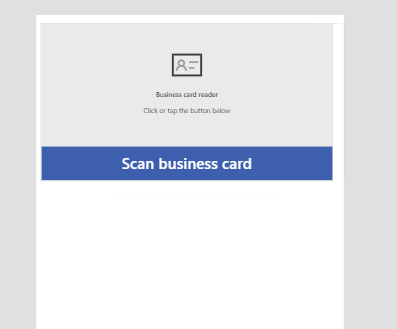 Business card reader
Click or tap the button below
Scan business card